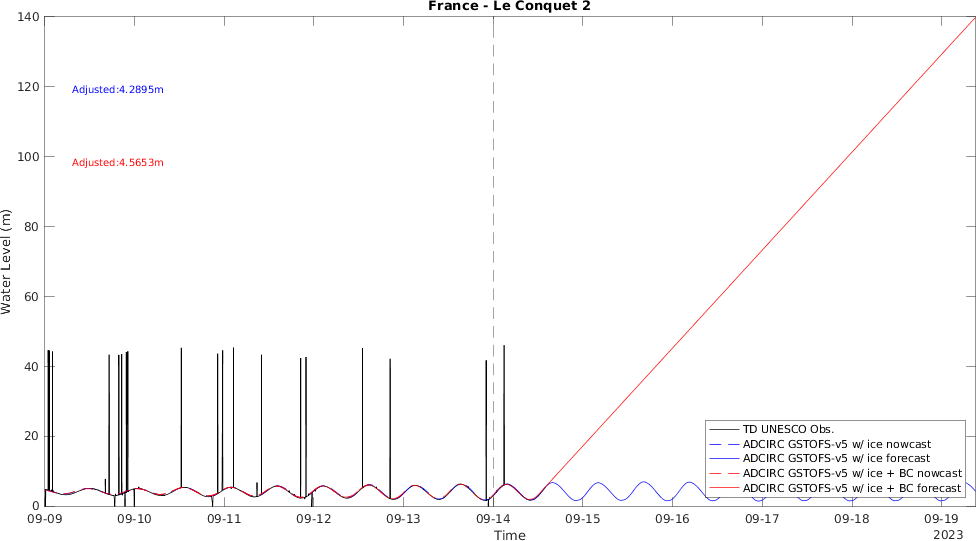 France - Le Conquet 2
140
120
100
80
60
40
20
0
Water Level (m)
Adjusted:4.2895m
Adjusted:4.5653m
TD UNESCO Obs.
ADCIRC GSTOFS-v5 w/ ice nowcast
ADCIRC GSTOFS-v5 w/ ice forecast
ADCIRC GSTOFS-v5 w/ ice + BC nowcast
ADCIRC GSTOFS-v5 w/ ice + BC forecast
09-09 09-10 09-11 09-12 09-13 09-14 09-15 09-16 09-17 09-18 09-19
2023
Time